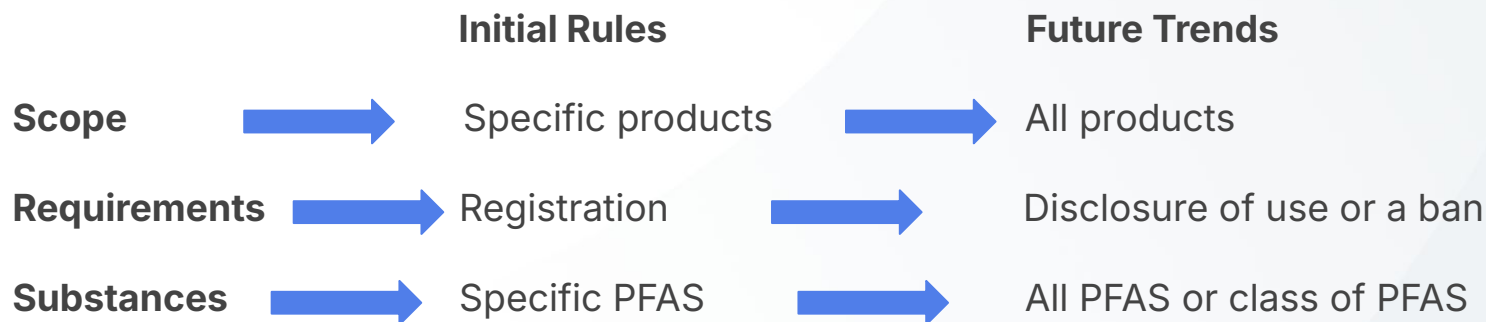 Initial Rules Future Trends
Scope Specific products All products
Requirements Registration Disclosure of use or a ban
Substances Specific PFAS All PFAS or class of PFAS